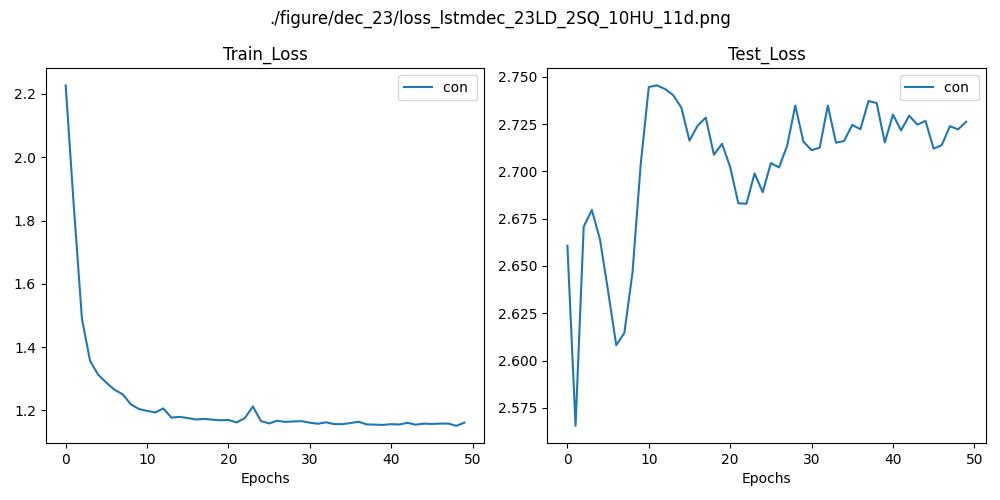 ./figure/dec_23/loss_lstmdec_23LD_2SQ_10HU_11d.png
Train_Loss
con
2.2
2.0
1.8
1.6
1.4
1.2
0 10 20 30 40 50
Epochs
Test_Loss
con
2.750
2.725
2.700
2.675
2.650
2.625
2.600
2.575
0 10 20 30 40 50
Epochs